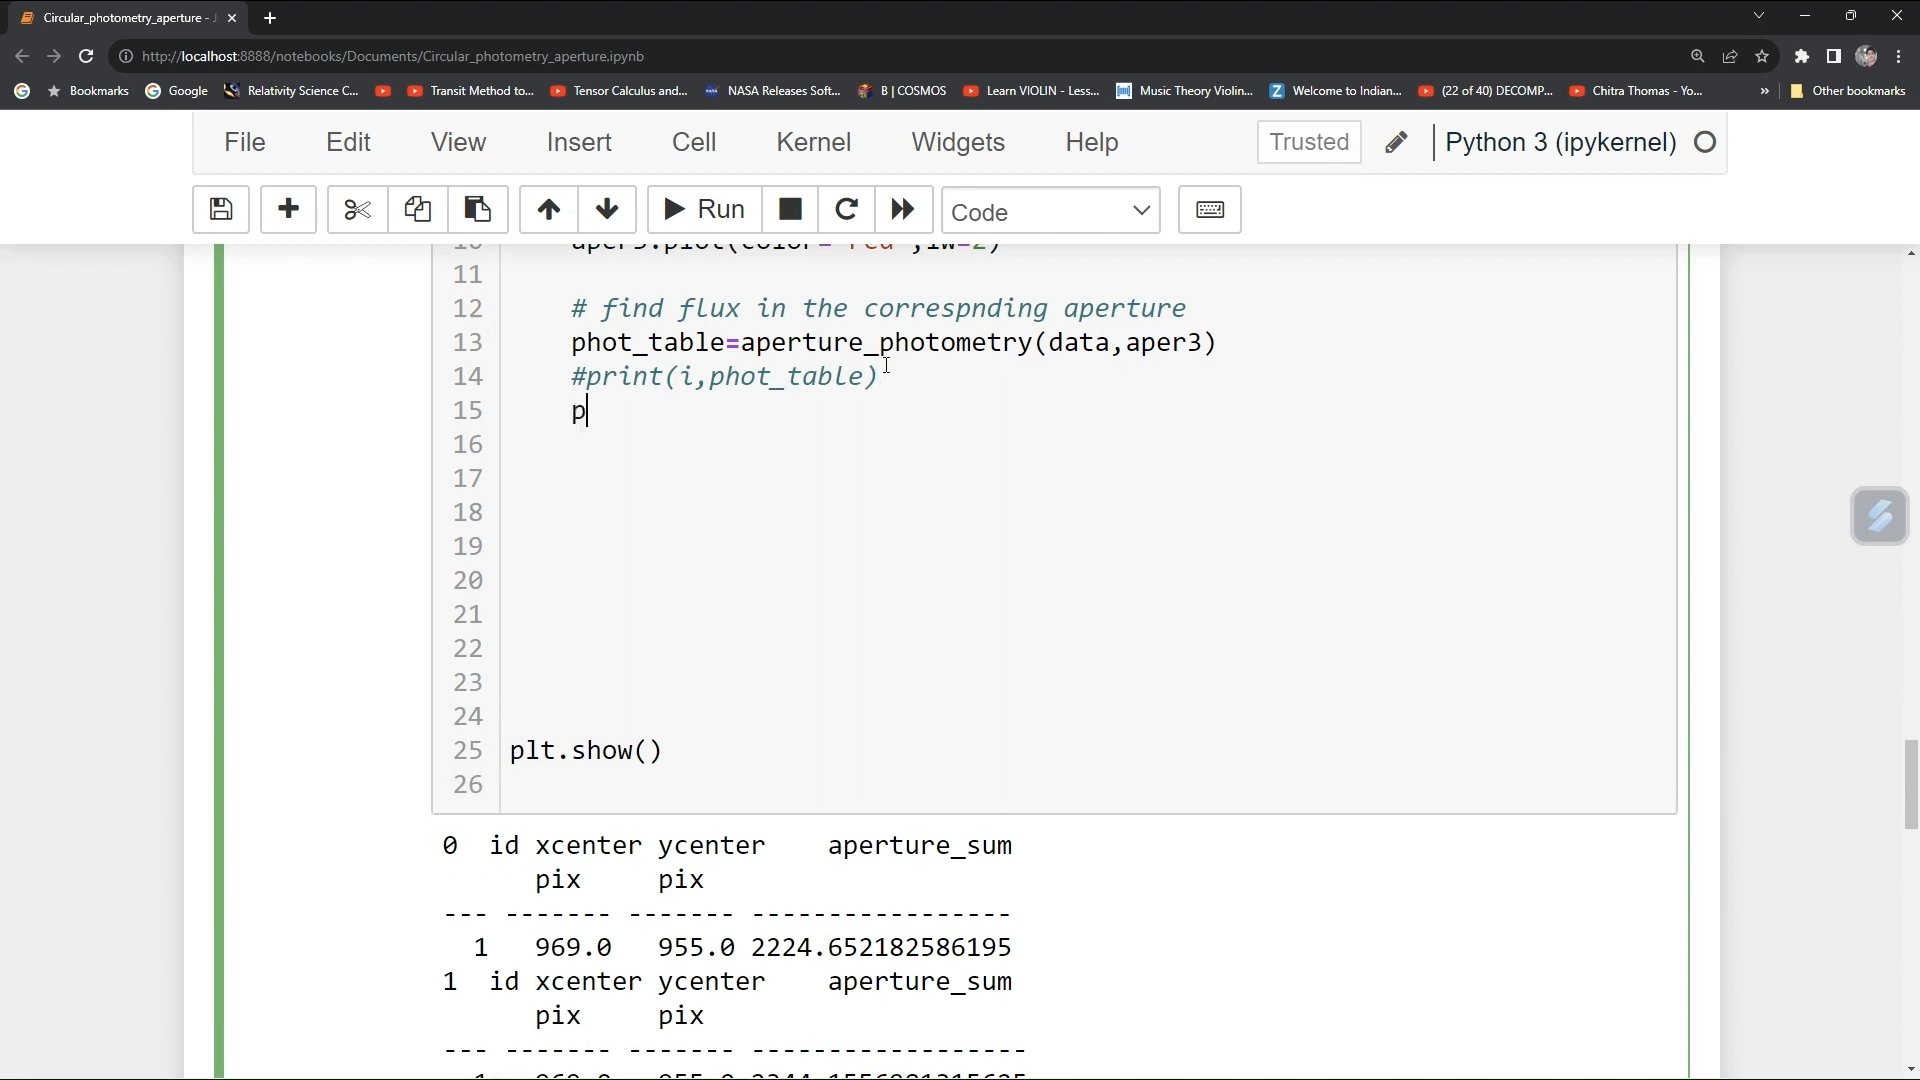 Circular_photometry_aperture - J
http://localhost:8888/notebooks/Documents/Circular_photometry_aperture.ipynb
Bookmarks Google Relativity Science C... Transit Method to... Tensor Calculus and... NASA Releases Soft... B | COSMOS Learn VIOLIN - Less... Music Theory Violin... Welcome to Indian... (22 of 40) DECOMP... Chitra Thomas - Yo... » Other bookmarks
File Edit View Insert Cell Kernel Widgets Help Trusted Python 3 (ipykernel)
Run Code
11
12 # find flux in the correspnding aperture
13 phot_table=aperture_photometry(data,aper3)
14 #print(i,phot_table)
15 p
16
17
18
19
20
21
22
23
24
25 plt.show()
26
0 id xcenter ycenter aperture_sum
pix pix
--- ------- ------- -----------------
1 969.0 955.0 2224.652182586195
1 id xcenter ycenter aperture_sum
pix pix
--- ------- ------- ------------------